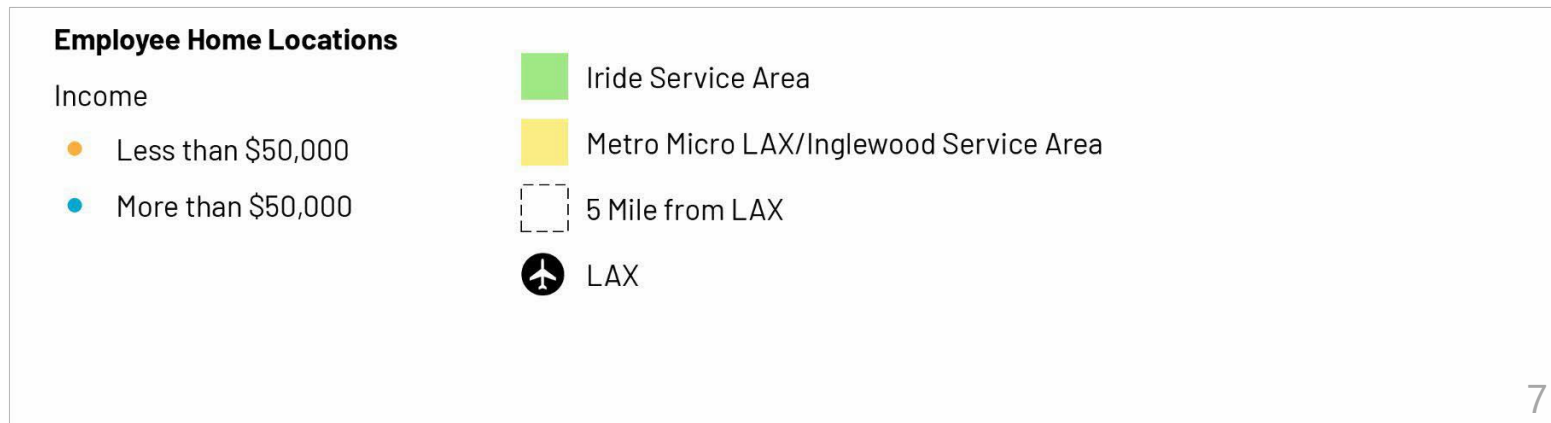 Employee Home Locations
Income
Less than $50,000
More than $50,000
Iride Service Area
Metro Micro LAX/Inglewood Service Area
5 Mile from LAX
LAX
7